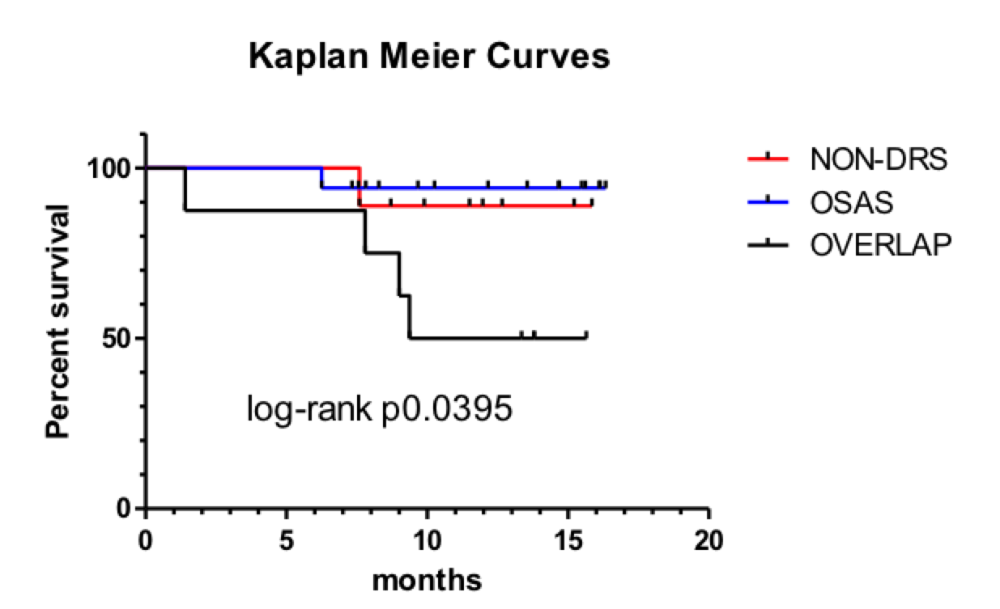 Kaplan Meier Curves
NON-DRS
OSAS
OVERLAP
Percent survival
100
50
0
log-rank p0.0395
0 5 10 15 20
months